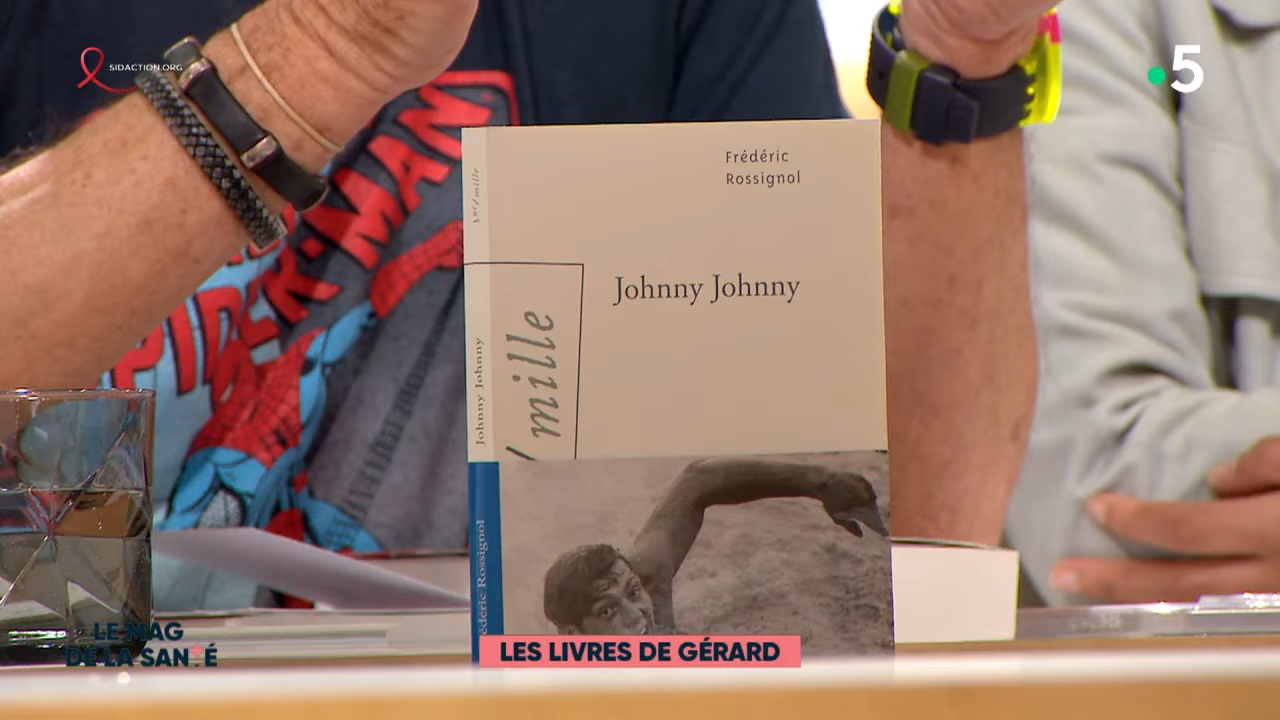 SIDACTION.ORG
5
SPIDER-MAN
Frédéric
Rossignol
Johnny Johnny
1er/mille
/mille
Johnny Johnny
édéric Rossignol
LE MAG
DE LA SANTÉ
LES LIVRES DE GÉRARD